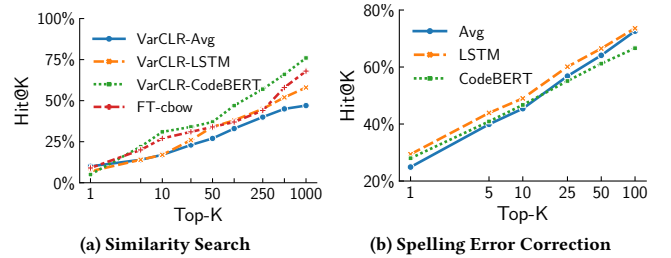 100%
75%
50%
25%
0%
Hit@K
VarCLR-Avg
VarCLR-LSTM
VarCLR-CodeBERT
FT-cbow
1 10 50 250 1000
Top-K
(a) Similarity Search
80%
60%
40%
20%
Hit@K
Avg
LSTM
CodeBERT
1 5 10 25 50 100
Top-K
(b) Spelling Error Correction